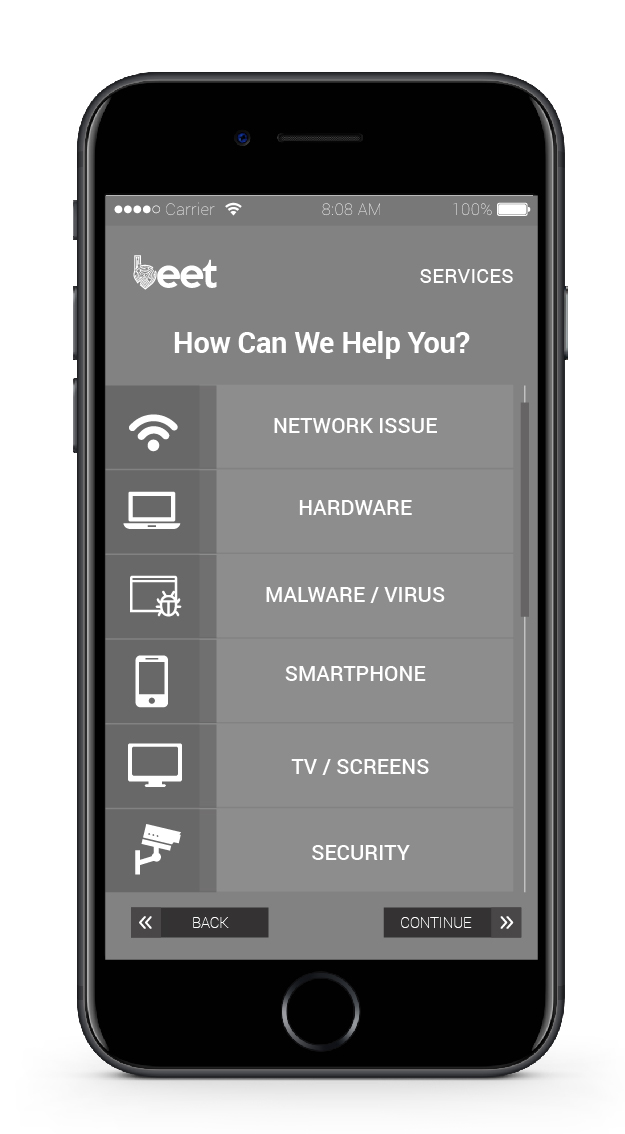 Carrier 8:08 AM 100%
beet SERVICES
How Can We Help You?
NETWORK ISSUE
HARDWARE
MALWARE / VIRUS
SMARTPHONE
TV / SCREENS
SECURITY
« BACK CONTINUE »